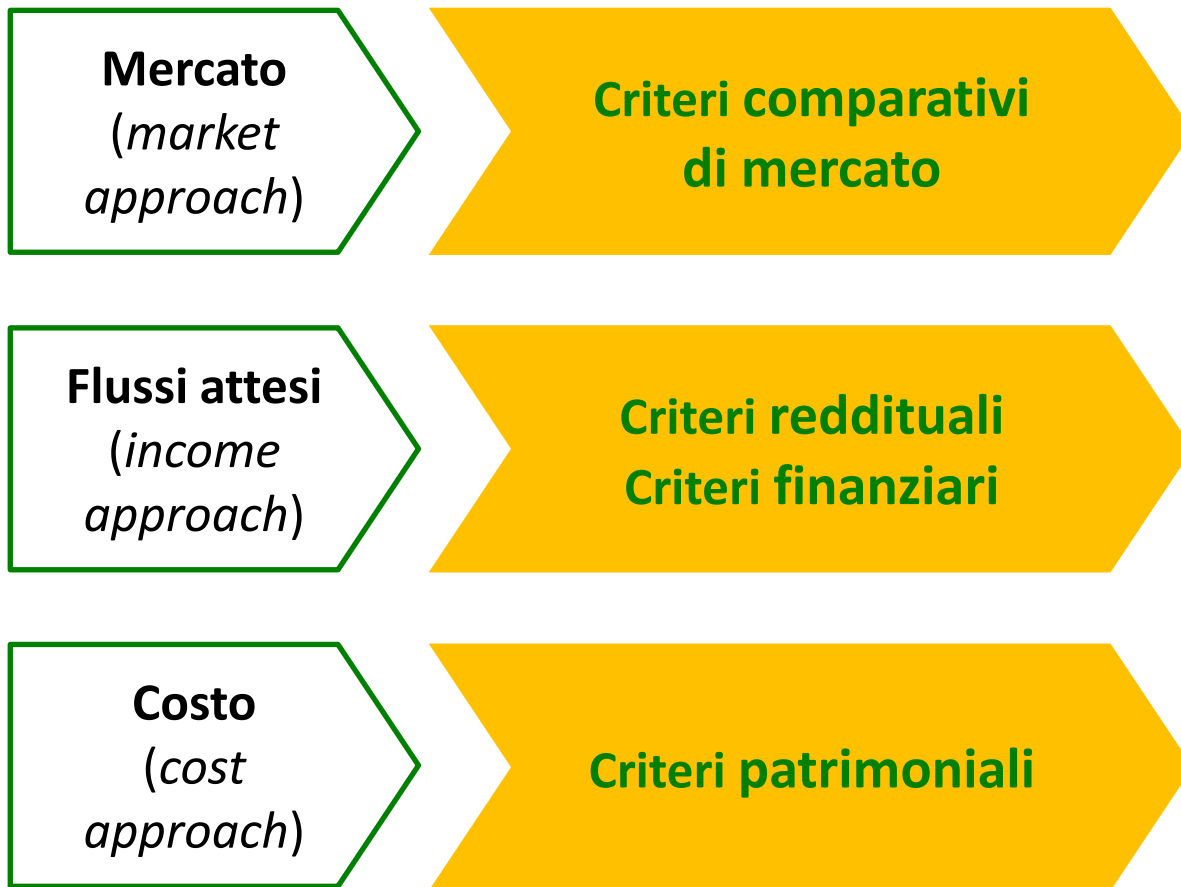 Mercato
(market
approach)
Criteri comparativi
di mercato
Flussi attesi
(income
approach)
Criteri reddituali
Criteri finanziari
Costo
(cost
approach)
Criteri patrimoniali